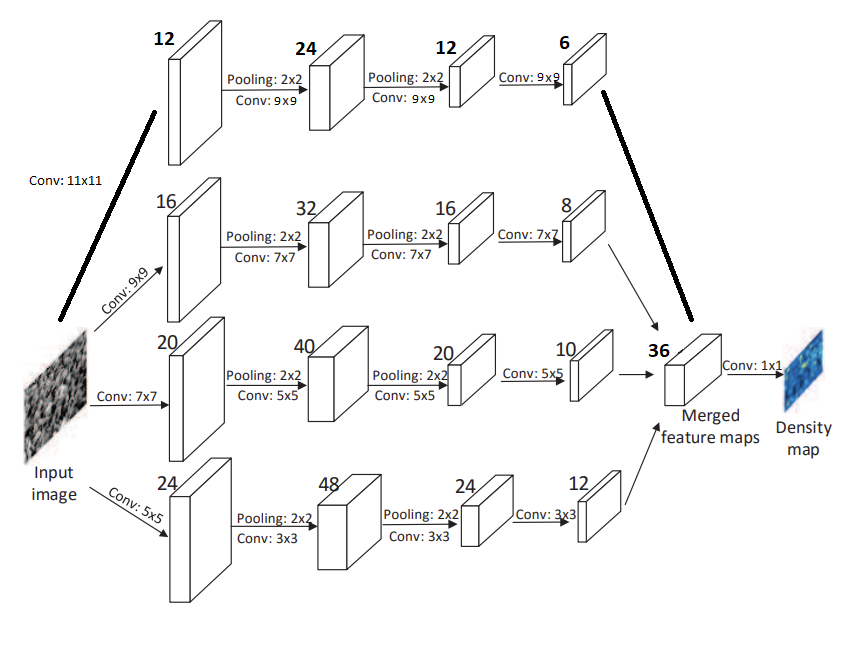 12
24
12
6
Pooling: 2x2
Conv: 9x9
Pooling: 2x2
Conv: 9x9
Conv: 9x9
Conv: 11x11
16
32
16
8
Pooling: 2x2
Conv: 7x7
Pooling: 2x2
Conv: 7x7
Conv: 7x7
Conv: 9x9
20
40
20
10
36
Conv: 7x7
Pooling: 2x2
Conv: 5x5
Pooling: 2x2
Conv: 5x5
Conv: 5x5
Conv: 1x1
Merged
feature maps
Density
map
Input
image
24
48
24
12
Conv: 5x5
Pooling: 2x2
Conv: 3x3
Pooling: 2x2
Conv: 3x3
Conv: 3x3